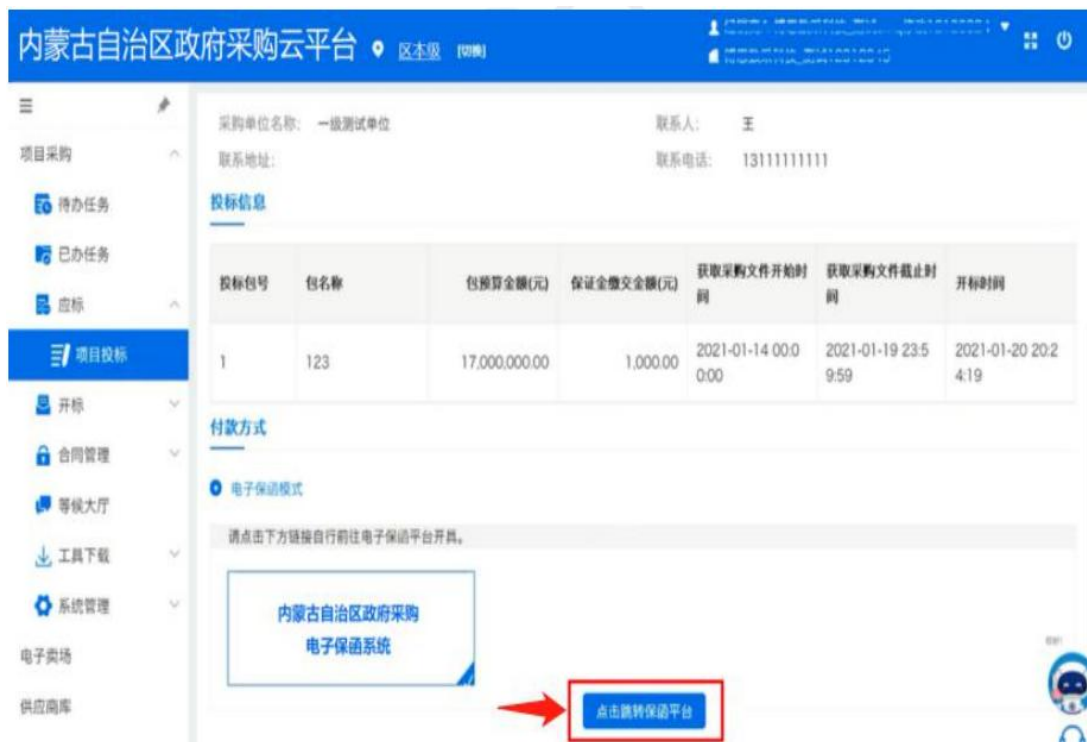 内蒙古自治区政府采购云平台 区本级 [切换]
采购单位名称: 一级测试单位 联系人: 王
联系地址: 联系电话: 13111111111
项目采购
待办任务
已办任务
应标
项目投标
开标
合同管理
等候大厅
工具下载
系统管理
电子卖场
供应商库
投标信息
投标包号 包名称 包预算金额(元) 保证金缴交金额(元) 获取采购文件开始时间 获取采购文件截止时间 开标时间
1 123 17,000,000.00 1,000.00 2021-01-14 00:00:00 2021-01-19 23:59:59 2021-01-20 20:24:19
付款方式
电子保函模式
请点击下方链接自行前往电子保函平台开具。
内蒙古自治区政府采购
电子保函系统
点击跳转保函平台